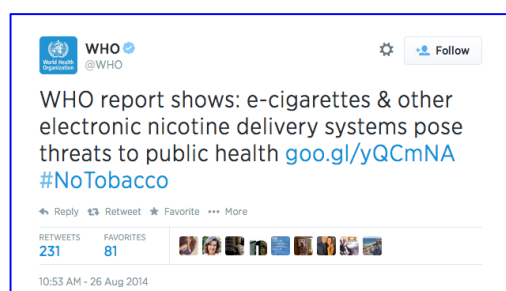 World Health
Organization
WHO
@WHO
Follow
WHO report shows: e-cigarettes & other
electronic nicotine delivery systems pose
threats to public health goo.gl/yQCmNA
#NoTobacco
Reply Retweet Favorite ••• More
RETWEETS FAVORITES
231 81
n
10:53 AM - 26 Aug 2014